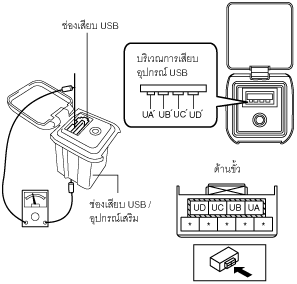 ช่องเสียบ USB
บริเวณการเสียบ
อุปกรณ์ USB
UA* UB* UC* UD*
ช่องเสียบ USB /
อุปกรณ์เสริม
ด้านขั้ว
UD UC UB UA
* * * * *